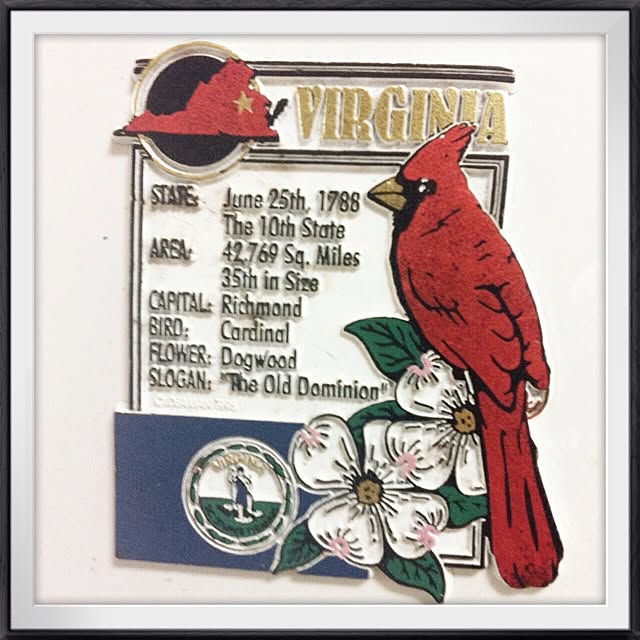 VIRGINIA
STATE: June 25th, 1788
The 10th State
AREA: 42,769 Sq. Miles
35th in Size
CAPITAL: Richmond
BIRD: Cardinal
FLOWER: Dogwood
SLOGAN: "The Old Dominion"
VIRGINIA